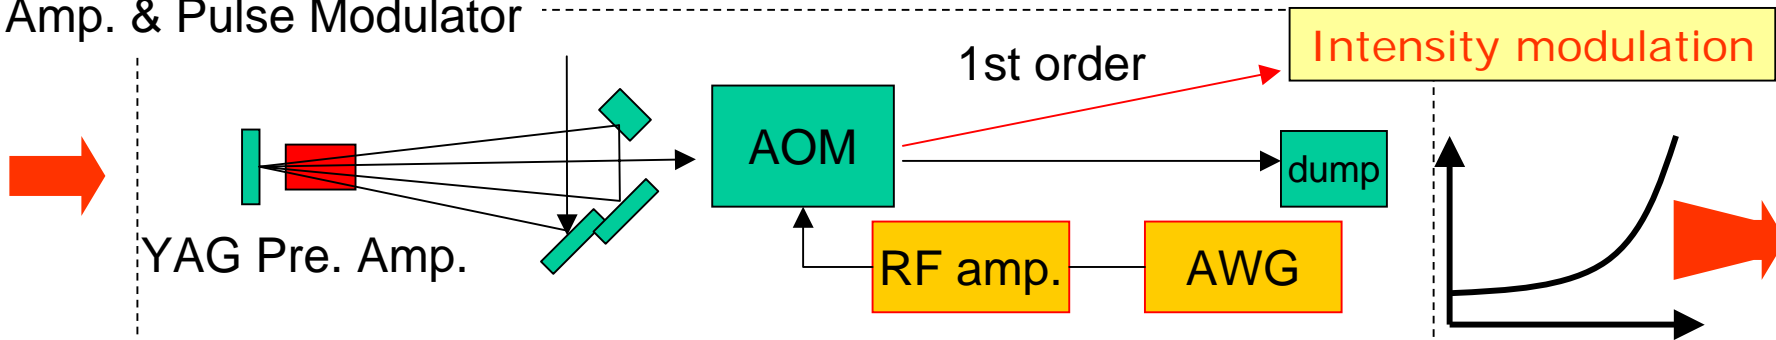 Amp. & Pulse Modulator
Intensity modulation
1st order
AOM
dump
YAG Pre. Amp.
RF amp.
AWG